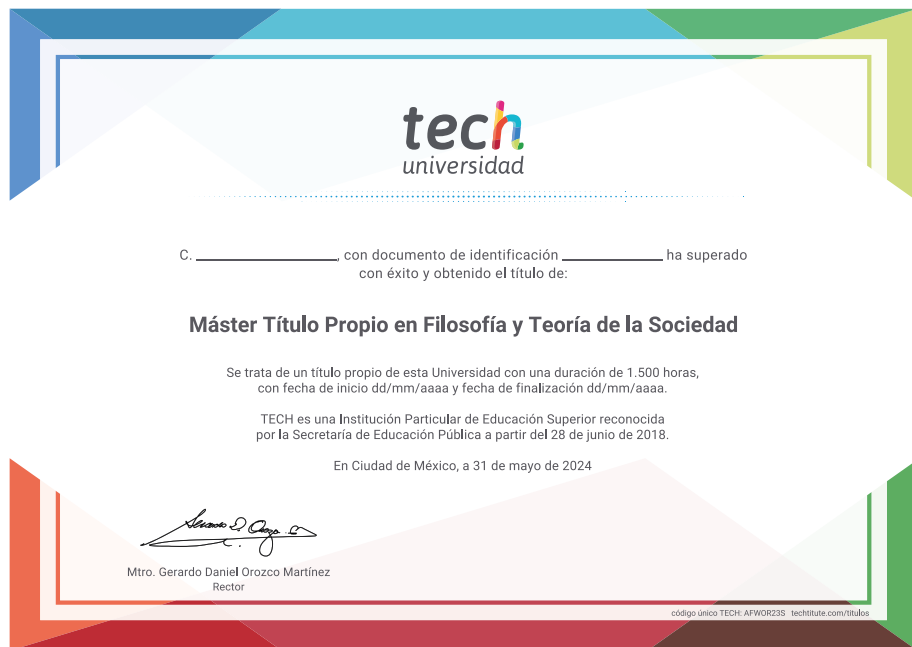 tech
universidad
C. ____________, con documento de identificación ____________ ha superado
con éxito y obtenido el título de:
Máster Título Propio en Filosofía y Teoría de la Sociedad
Se trata de un título propio de esta Universidad con una duración de 1.500 horas,
con fecha de inicio dd/mm/aaaa y fecha de finalización dd/mm/aaaa.
TECH es una Institución Particular de Educación Superior reconocida
por la Secretaría de Educación Pública a partir del 28 de junio de 2018.
En Ciudad de México, a 31 de mayo de 2024
Mtro. Gerardo Daniel Orozco Martínez
Rector
código único TECH: AFWOR23S techtitute.com/titulos